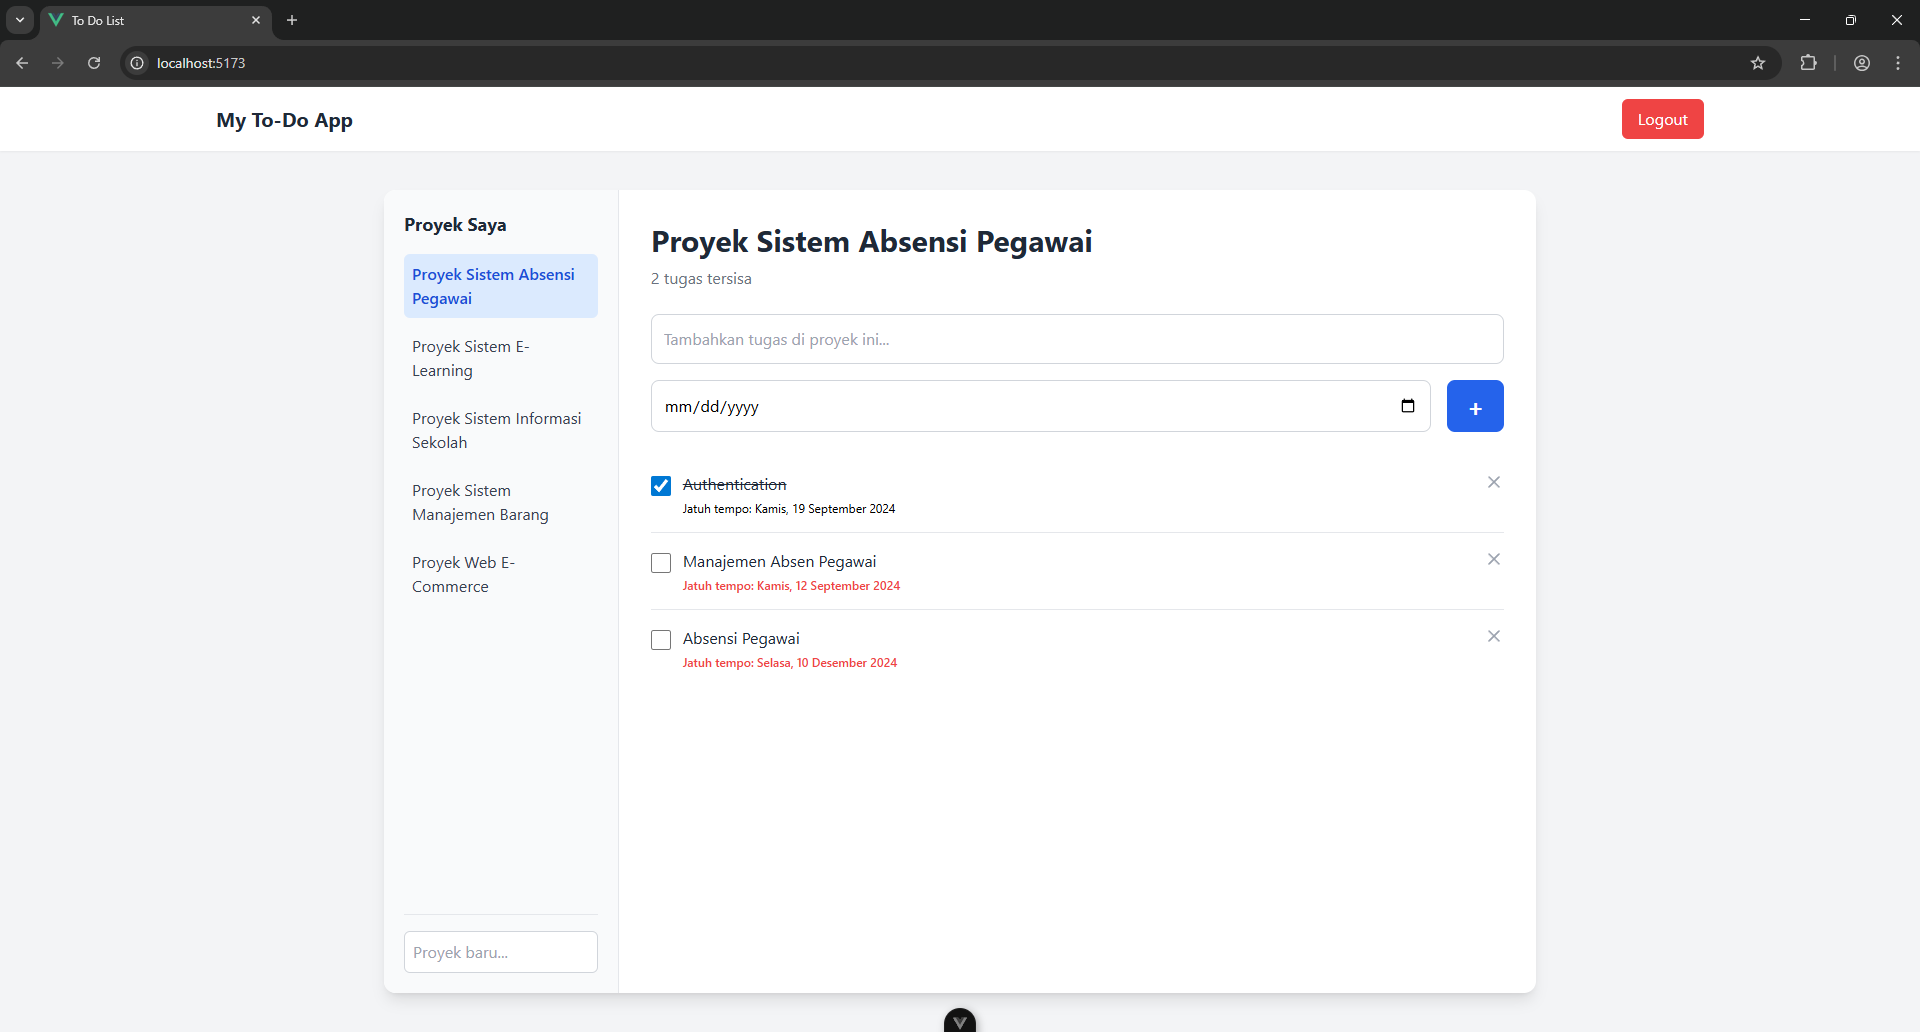 To Do List
localhost:5173
My To-Do App
Logout
Proyek Saya
Proyek Sistem Absensi
Pegawai
Proyek Sistem E-
Learning
Proyek Sistem Informasi
Sekolah
Proyek Sistem
Manajemen Barang
Proyek Web E-
Commerce
Proyek baru...
Proyek Sistem Absensi Pegawai
2 tugas tersisa
Tambahkan tugas di proyek ini...
mm/dd/yyyy
+
Authentication
Jatuh tempo: Kamis, 19 September 2024
Manajemen Absen Pegawai
Jatuh tempo: Kamis, 12 September 2024
Absensi Pegawai
Jatuh tempo: Selasa, 10 Desember 2024